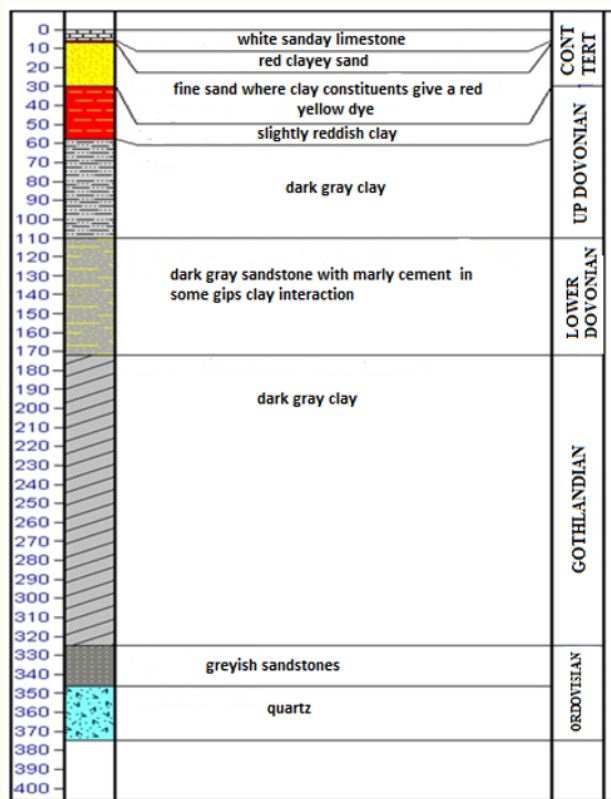 0
10
20
30
40
50
60
70
80
90
100
110
120
130
140
150
160
170
180
190
200
210
220
230
240
250
260
270
280
290
300
310
320
330
340
350
360
370
380
390
400
white sanday limestone
red clayey sand
fine sand where clay constituents give a red
yellow dye
slightly reddish clay
dark gray clay
dark gray sandstone with marly cement in
some gips clay interaction
dark gray clay
greyish sandstones
quartz
CONT
TERT
UP DOVONIAN
LOWER
DOVONIAN
GOTHLANDIAN
ORDOVISIAN